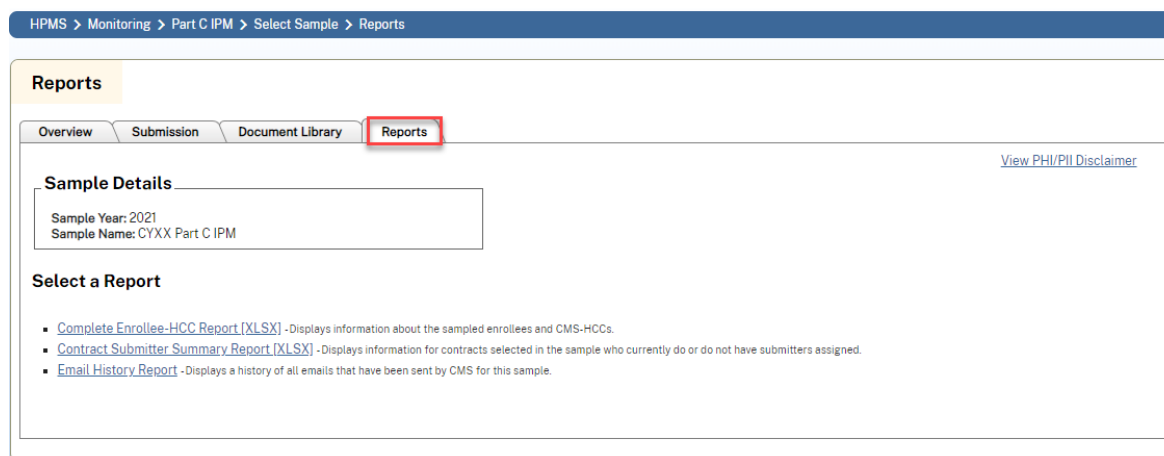 HPMS > Monitoring > Part C IPM > Select Sample > Reports
Reports
Overview Submission Document Library Reports
View PHI/PII Disclaimer
Sample Details
Sample Year: 2021
Sample Name: CYXX Part C IPM
Select a Report
▪ Complete Enrollee-HCC Report [XLSX] - Displays information about the sampled enrollees and CMS-HCCs.
▪ Contract Submitter Summary Report [XLSX] - Displays information for contracts selected in the sample who currently do or do not have submitters assigned.
▪ Email History Report - Displays a history of all emails that have been sent by CMS for this sample.